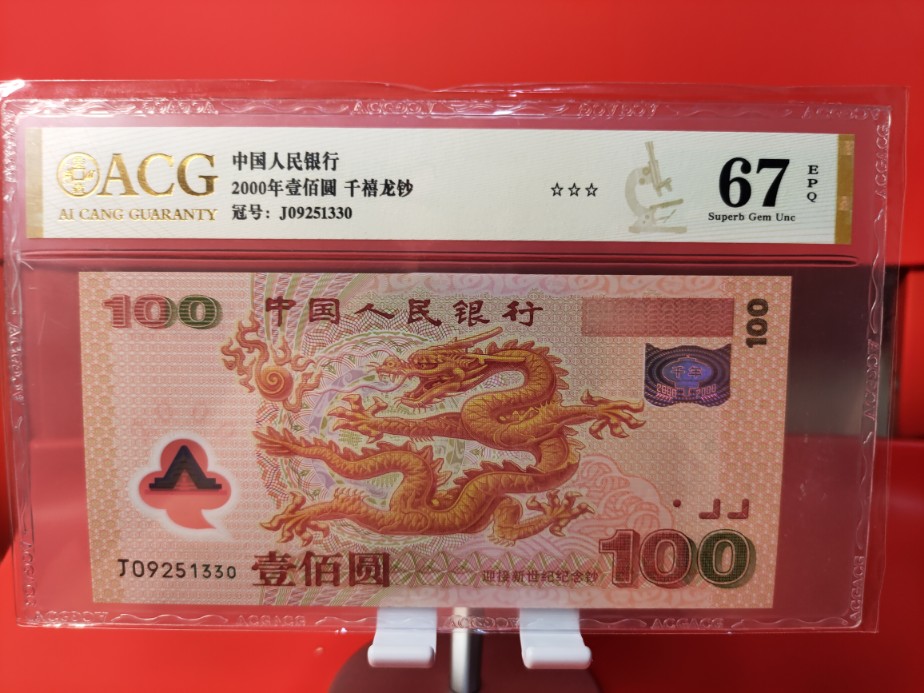 ACG
AI CANG GUARANTY
中国人民银行
2000年壹佰圆 千禧龙钞
冠号: J09251330
☆☆☆
67
EPQ
Superb Gem Unc
100
中国人民银行
100
千年
J09251330
壹佰圆
迎接新世纪纪念钞
100